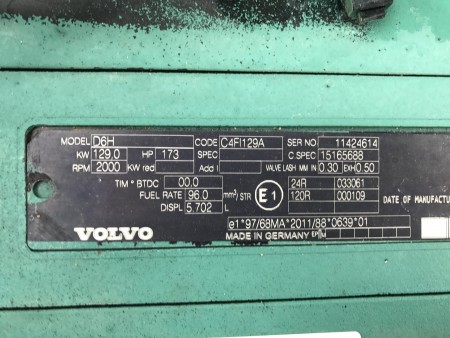 MODEL D6H CODE C4FI129A SER NO 11424614
KW 129.0 HP 173 SPEC C.SPEC 15165688
RPM 2000 KW red Add1 VALVE LASH MM IN 0.30 EXH0.50
TIM ° BTDC 00.0 E1 24R 033061
FUEL RATE 96.0 mm³/ STR 120R 000109 DATE OF MANUFACTU
DISPL 5.702 L
e1*97/68MA*2011/88*0639*01
VOLVO MADE IN GERMANY